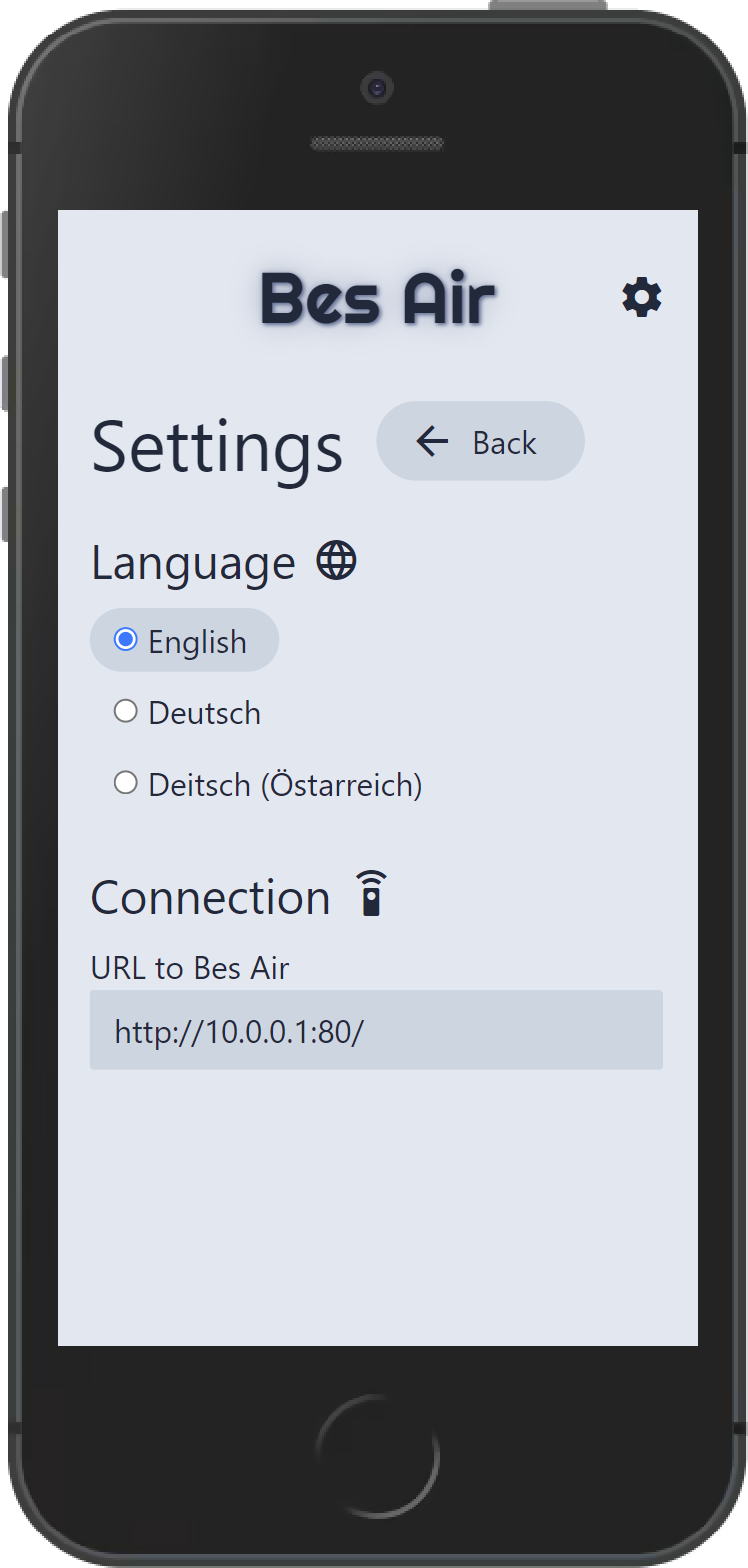 Bes Air
Settings
Back
Language
English
Deutsch
Deitsch (Östarreich)
Connection
URL to Bes Air
http://10.0.0.1:80/